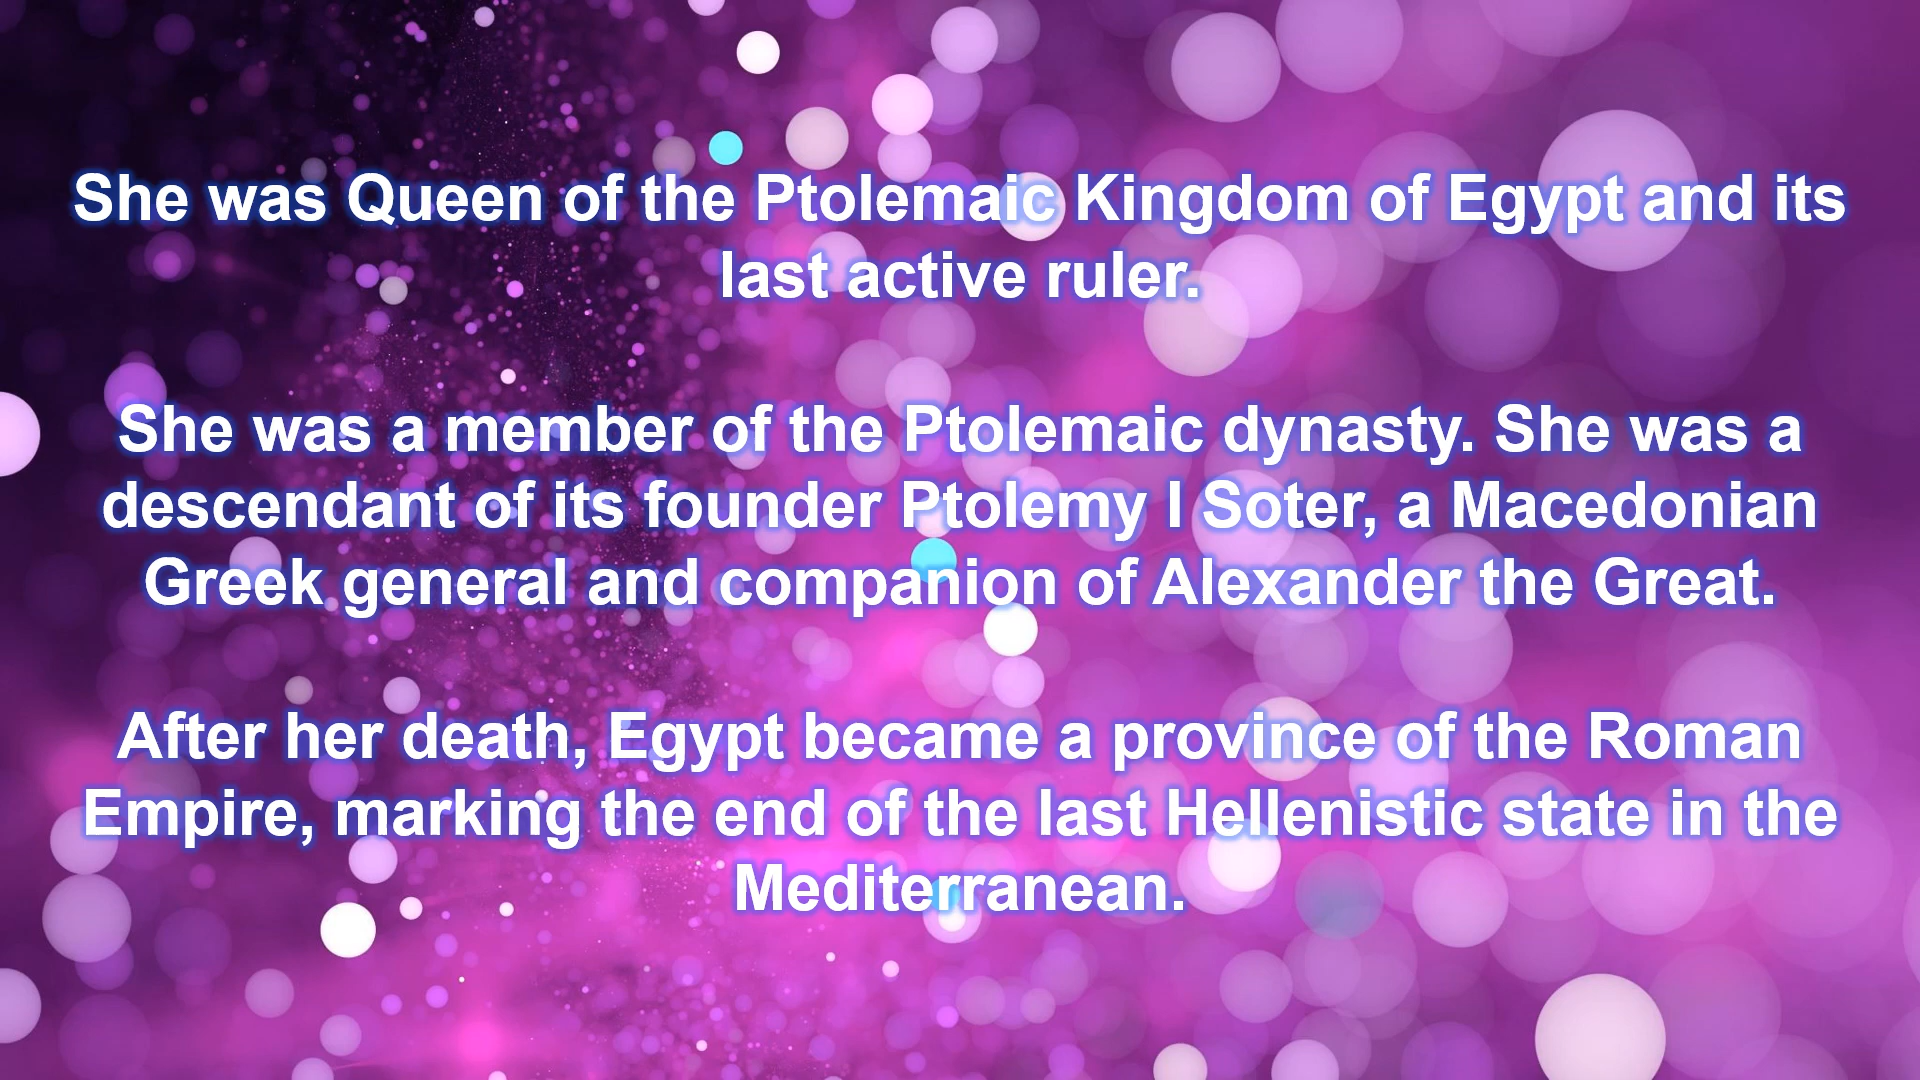 She was Queen of the Ptolemaic Kingdom of Egypt and its
last active ruler.
She was a member of the Ptolemaic dynasty. She was a
descendant of its founder Ptolemy I Soter, a Macedonian
Greek general and companion of Alexander the Great.
After her death, Egypt became a province of the Roman
Empire, marking the end of the last Hellenistic state in the
Mediterranean.